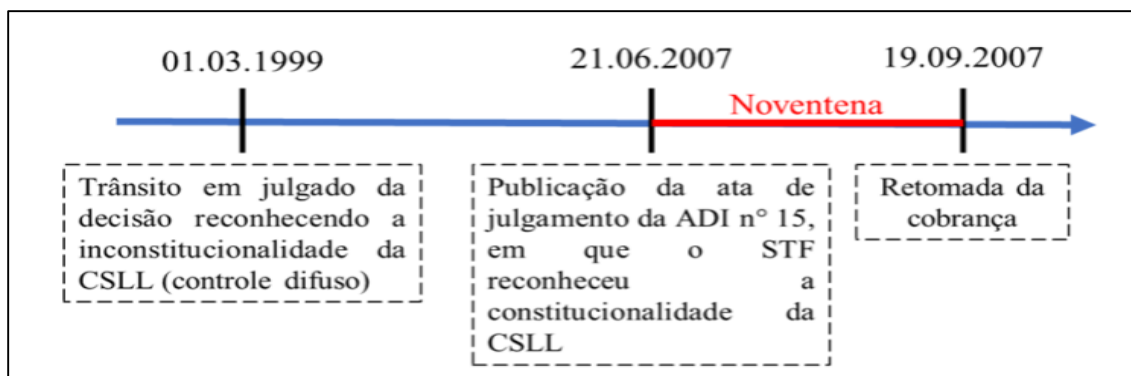 01.03.1999
21.06.2007
19.09.2007
Noventena
Trânsito em julgado da
decisão reconhecendo a
inconstitucionalidade da
CSLL (controle difuso)
Publicação da ata de
julgamento da ADI n° 15,
em que o STF
reconheceu a
constitucionalidade da
CSLL
Retomada da
cobrança